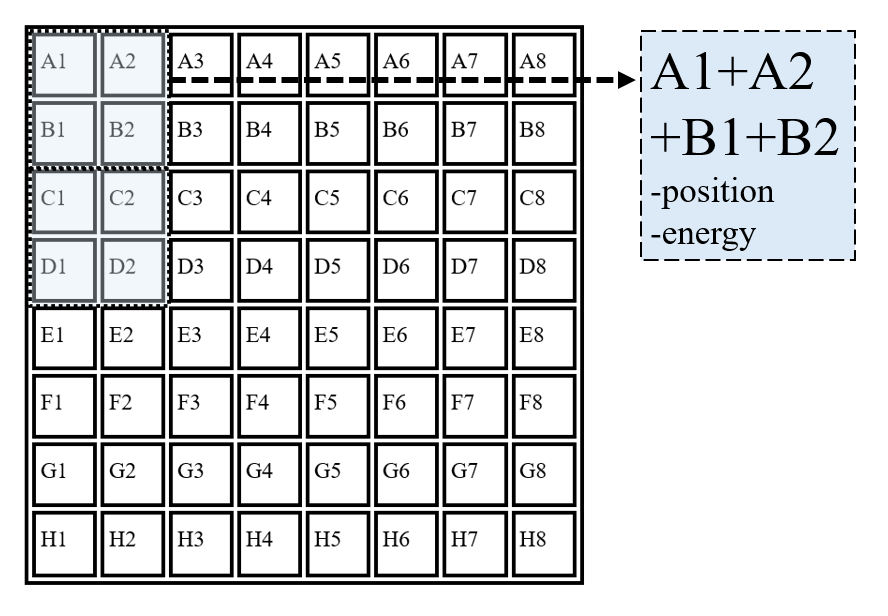 A1 A2 A3 A4 A5 A6 A7 A8
B1 B2 B3 B4 B5 B6 B7 B8
C1 C2 C3 C4 C5 C6 C7 C8
D1 D2 D3 D4 D5 D6 D7 D8
E1 E2 E3 E4 E5 E6 E7 E8
F1 F2 F3 F4 F5 F6 F7 F8
G1 G2 G3 G4 G5 G6 G7 G8
H1 H2 H3 H4 H5 H6 H7 H8
A1+A2
+B1+B2
-position
-energy